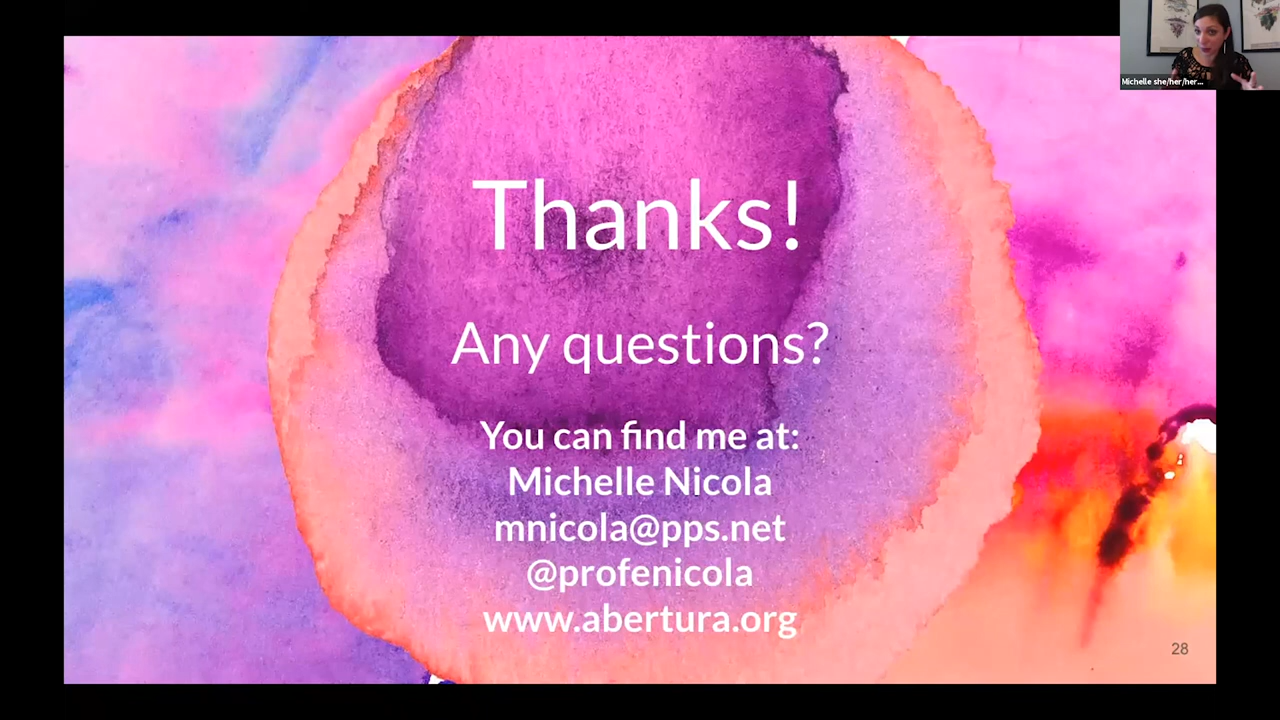 Michelle she/her/her...
Thanks!
Any questions?
You can find me at:
Michelle Nicola
mnicola@pps.net
@profenicola
www.abertura.org
28